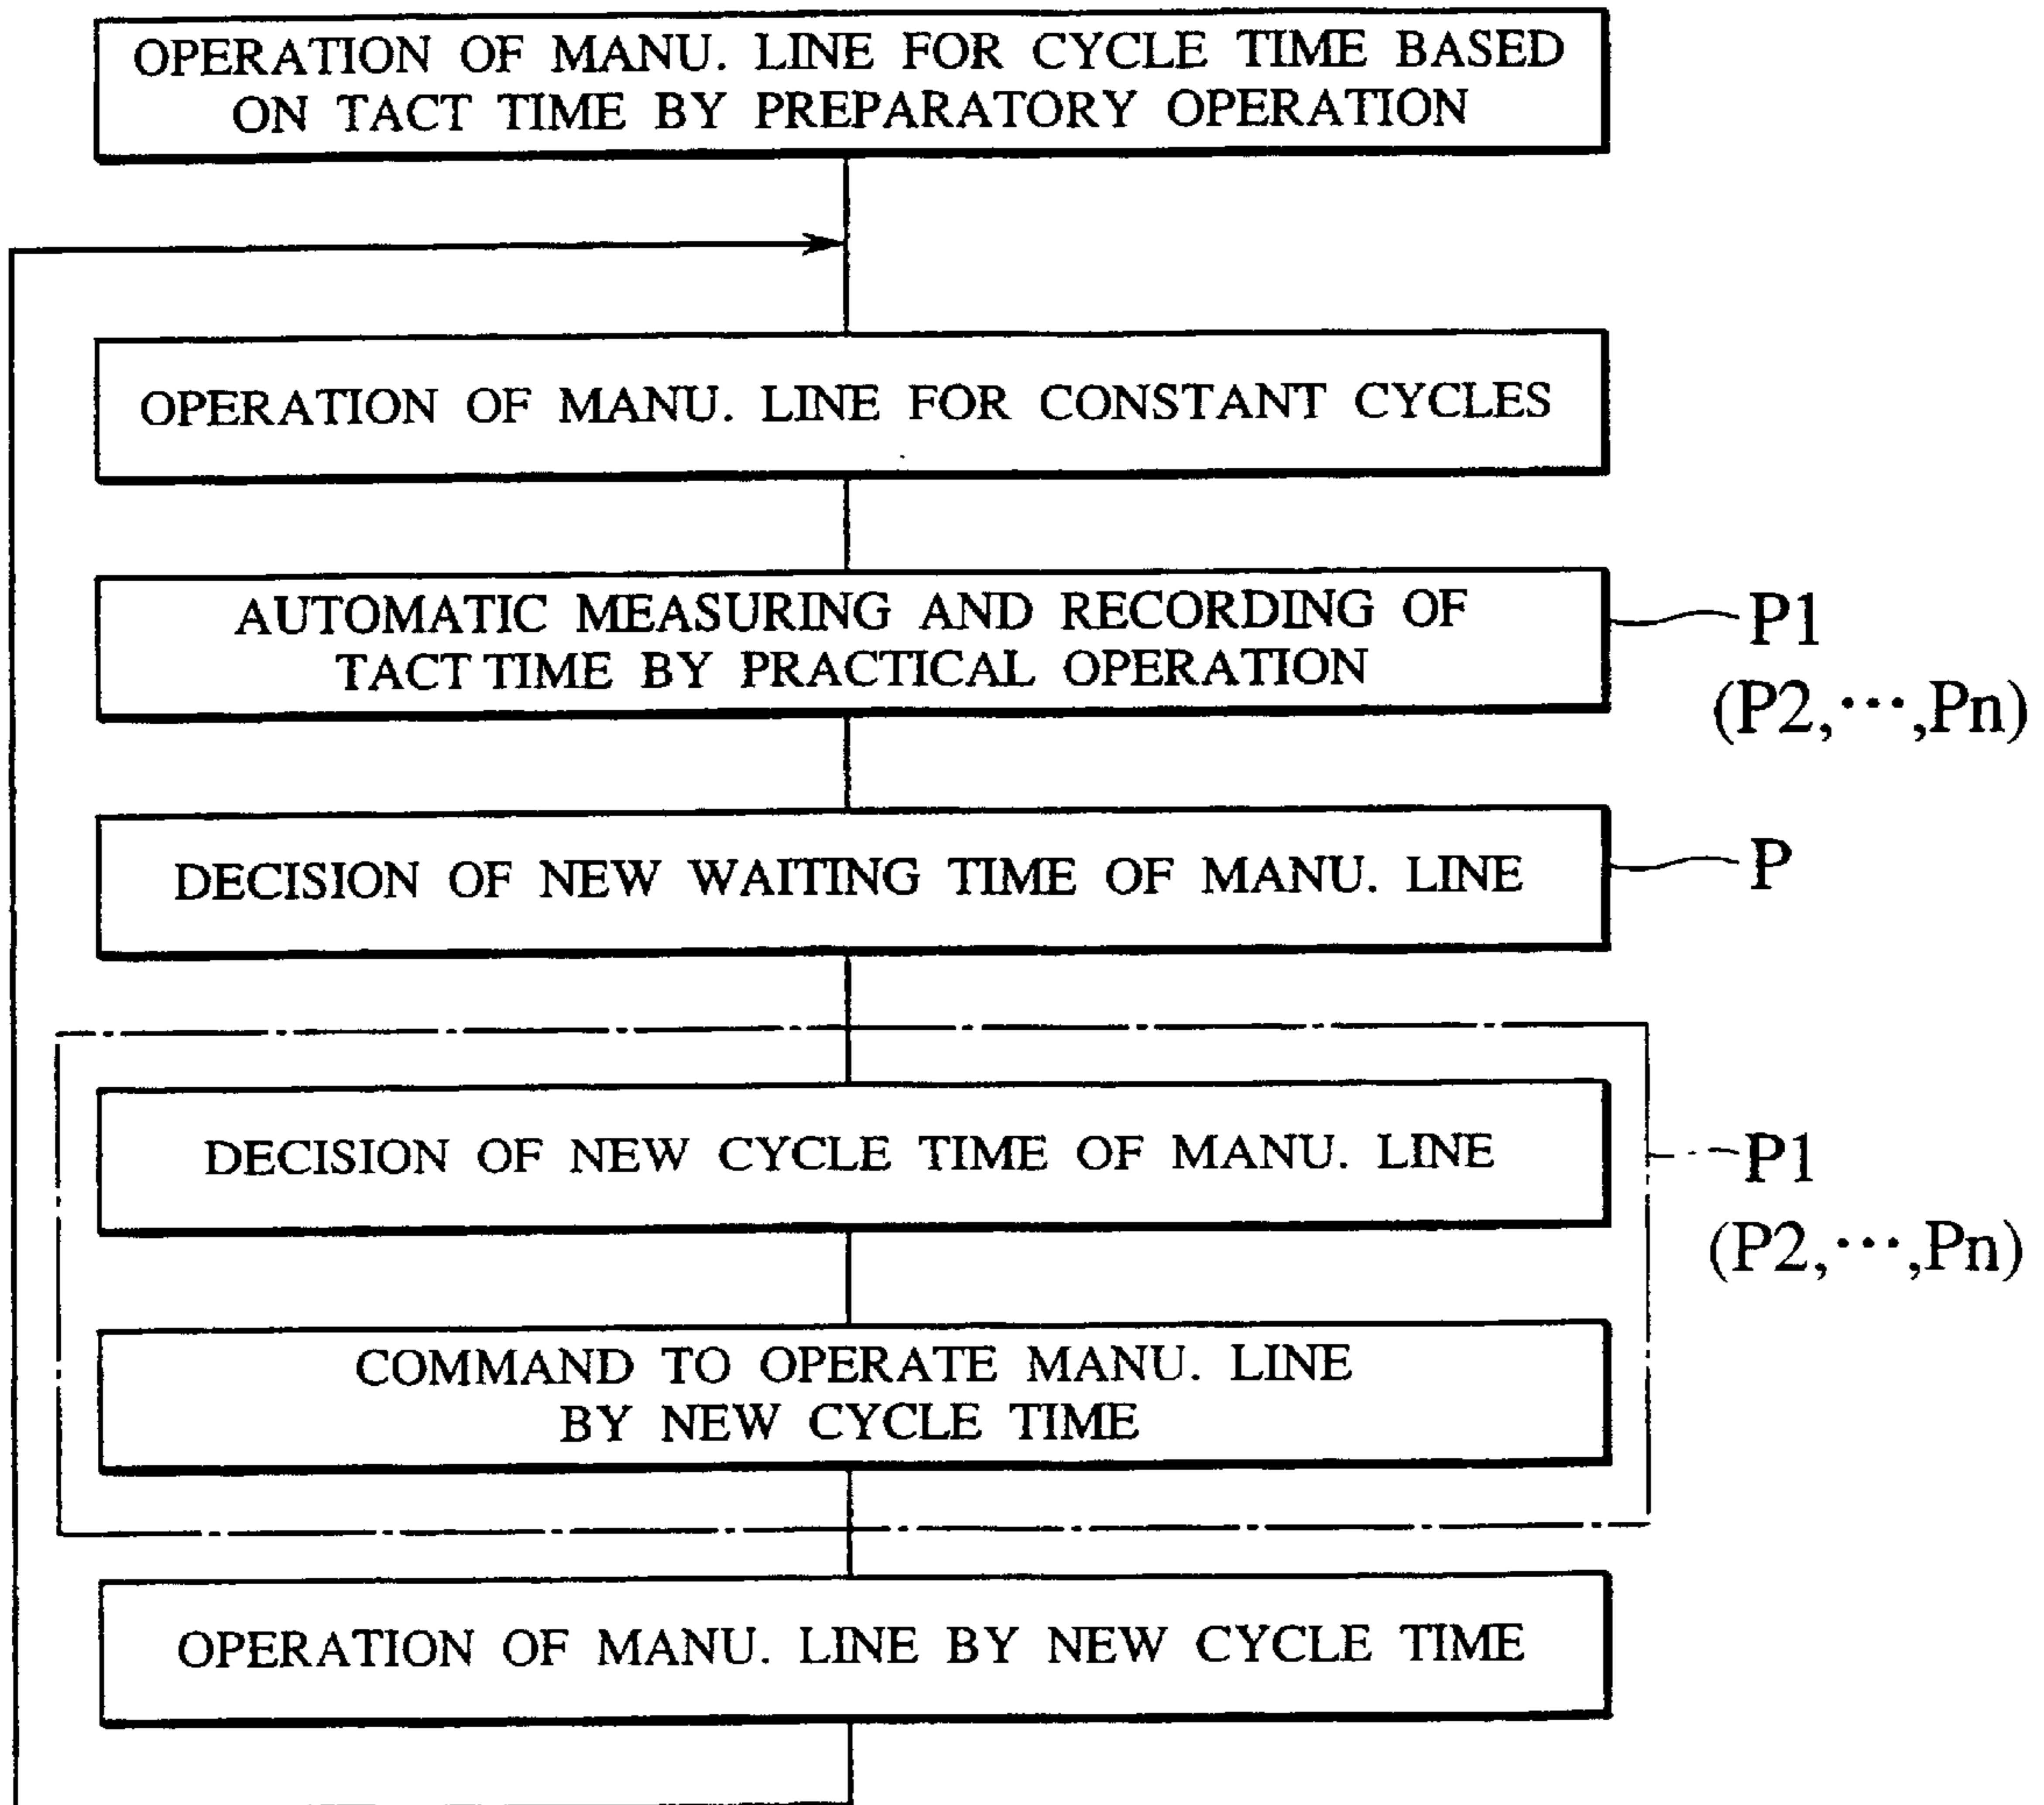 OPERATION OF MANU. LINE FOR CYCLE TIME BASED
ON TACT TIME BY PREPARATORY OPERATION
OPERATION OF MANU. LINE FOR CONSTANT CYCLES
AUTOMATIC MEASURING AND RECORDING OF
TACT TIME BY PRACTICAL OPERATION
P1
(P2,···,Pn)
DECISION OF NEW WAITING TIME OF MANU. LINE
P
DECISION OF NEW CYCLE TIME OF MANU. LINE
P1
(P2,···,Pn)
COMMAND TO OPERATE MANU. LINE
BY NEW CYCLE TIME
OPERATION OF MANU. LINE BY NEW CYCLE TIME